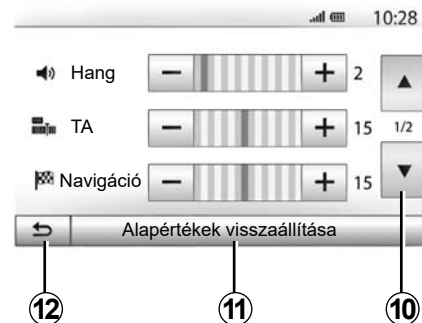 10:28
Hang − + 2
TA − + 15 1/2
Navigáció − + 15
Alapértékek visszaállítása
12 11 10